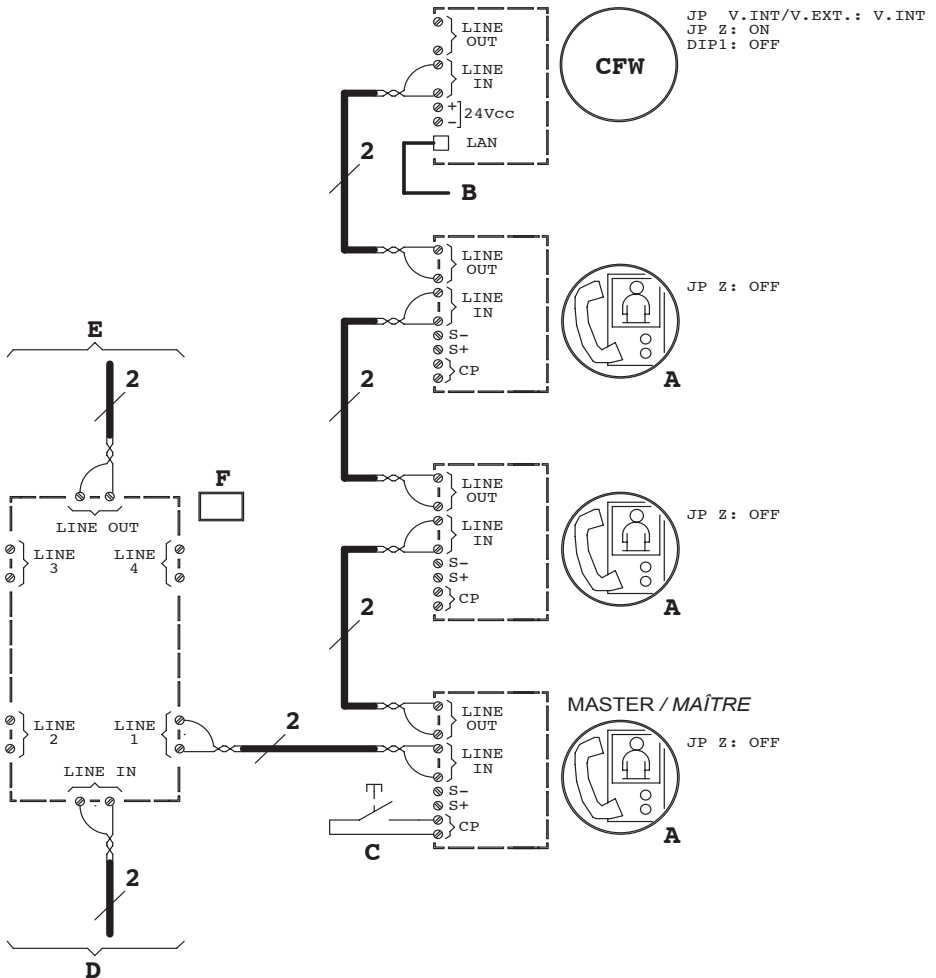 LINE
OUT
LINE
IN
+
-
24Vcc
LAN
CFW
JP V.INT/V.EXT.: V.INT
JP Z: ON
DIP1: OFF
2
B
LINE
OUT
LINE
IN
S-
S+
CP
JP Z: OFF
A
2
E
2
F
LINE OUT
LINE
3
LINE
4
LINE
2
LINE
1
LINE IN
2
D
LINE
OUT
LINE
IN
S-
S+
CP
JP Z: OFF
A
2
2
MASTER / MAÎTRE
LINE
OUT
LINE
IN
S-
S+
CP
JP Z: OFF
A
C